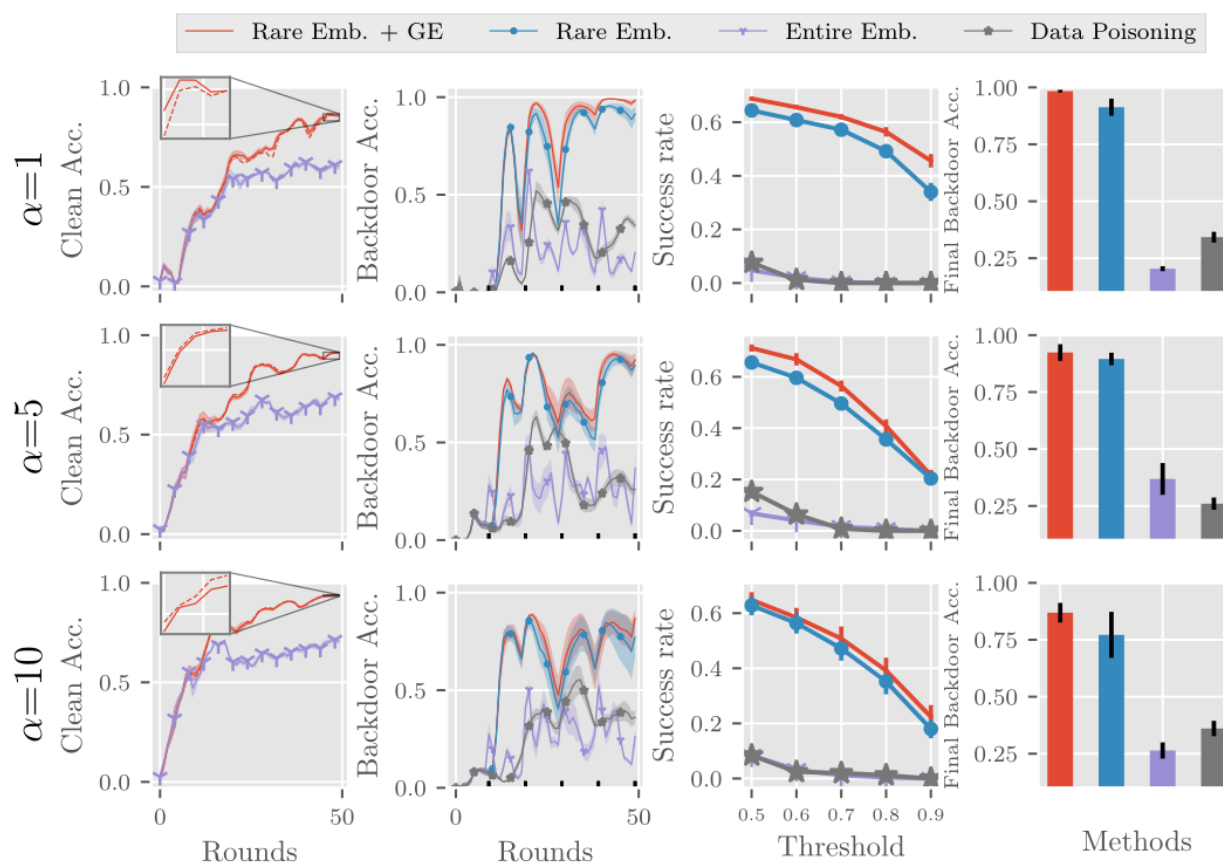 Rare Emb. + GE Rare Emb. Entire Emb. Data Poisoning
α=1
Clean Acc.
1.0
0.5
0.0
Backdoor Acc.
1.0
0.5
0.0
Success rate
0.6
0.4
0.2
0.0
Final Backdoor Acc.
1.00
0.75
0.50
0.25
α=5
Clean Acc.
1.0
0.5
0.0
Backdoor Acc.
1.0
0.5
0.0
Success rate
0.6
0.4
0.2
0.0
Final Backdoor Acc.
1.00
0.75
0.50
0.25
α=10
Clean Acc.
1.0
0.5
0.0
0 50
Rounds
Backdoor Acc.
1.0
0.5
0.0
0 50
Rounds
Success rate
0.6
0.4
0.2
0.0
0.5 0.6 0.7 0.8 0.9
Threshold
Final Backdoor Acc.
1.00
0.75
0.50
0.25
Methods